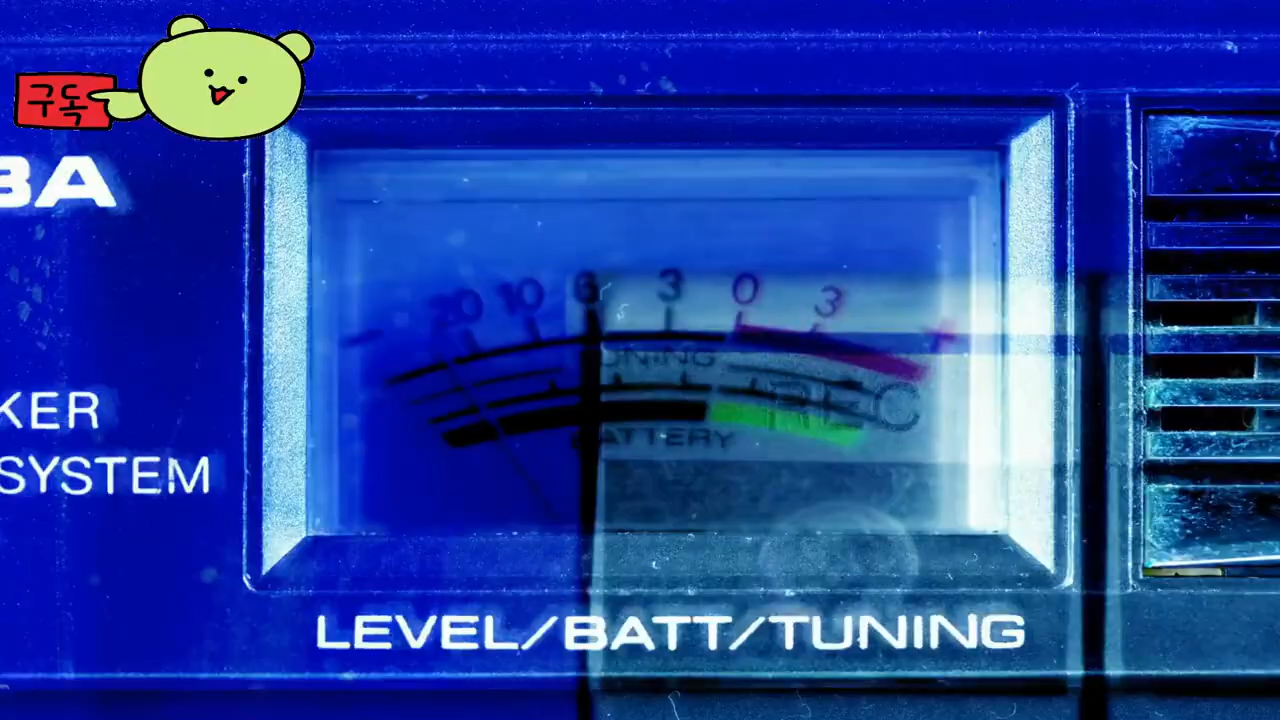 구독
BA
20 10 6 3 0 3
- +
TUNING
REC
BATTERY
KER
SYSTEM
LEVEL/BATT/TUNING